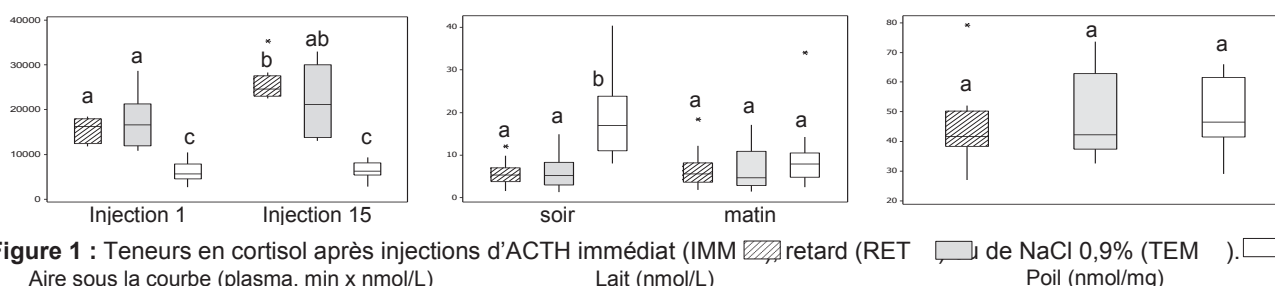 40000
30000
20000
10000
0
a
a
c
b
ab
c
*
Injection 1
Injection 15
40
30
20
10
0
a
a
b
a
a
a
*
*
*
soir
matin
80
70
60
50
40
30
20
*
a
a
a
Figure 1 : Teneurs en cortisol après injections d’ACTH immédiat (IMM ), retard (RET ) de NaCl 0,9% (TEM ).
Aire sous la courbe (plasma, min x nmol/L)
Lait (nmol/L)
Poil (nmol/mg)